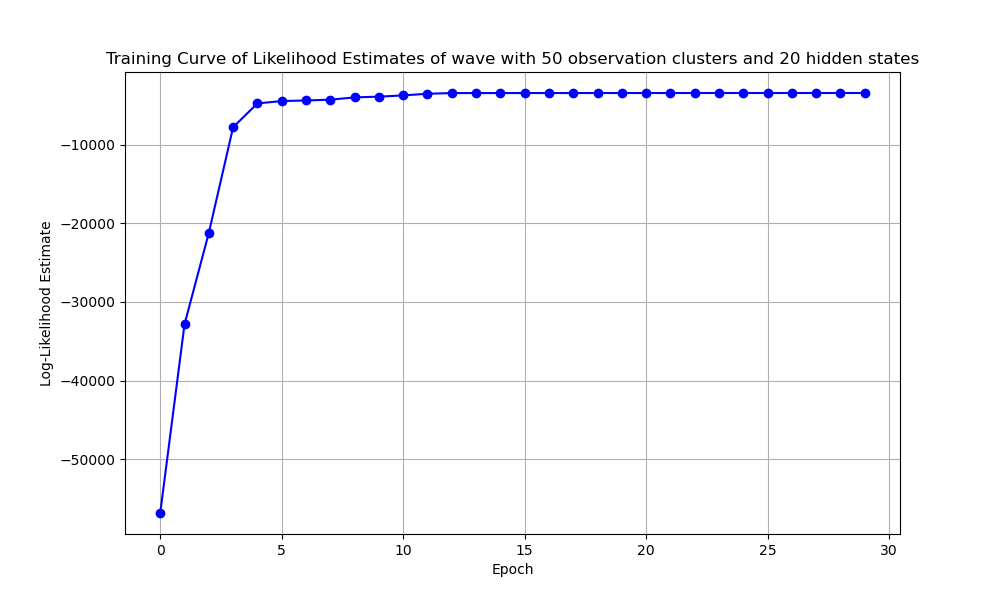 Training Curve of Likelihood Estimates of wave with 50 observation clusters and 20 hidden states
Log-Likelihood Estimate
−10000
−20000
−30000
−40000
−50000
0 5 10 15 20 25 30
Epoch